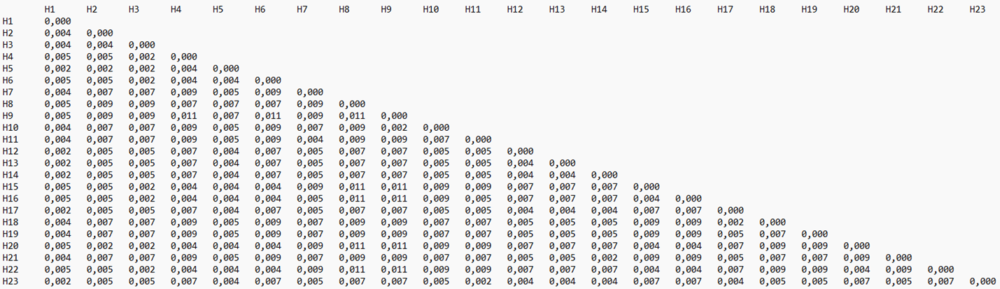 H1 H2 H3 H4 H5 H6 H7 H8 H9 H10 H11 H12 H13 H14 H15 H16 H17 H18 H19 H20 H21 H22 H23
H1 0,000
H2 0,004 0,000
H3 0,004 0,004 0,000
H4 0,005 0,005 0,002 0,000
H5 0,002 0,002 0,002 0,004 0,000
H6 0,005 0,005 0,002 0,004 0,004 0,000
H7 0,004 0,007 0,007 0,009 0,005 0,009 0,000
H8 0,005 0,009 0,009 0,007 0,007 0,007 0,009 0,000
H9 0,005 0,009 0,009 0,011 0,007 0,011 0,009 0,011 0,000
H10 0,004 0,007 0,007 0,009 0,005 0,009 0,007 0,009 0,002 0,000
H11 0,004 0,007 0,007 0,009 0,005 0,009 0,004 0,009 0,009 0,007 0,000
H12 0,002 0,005 0,005 0,007 0,004 0,007 0,005 0,007 0,007 0,005 0,005 0,000
H13 0,002 0,005 0,005 0,007 0,004 0,007 0,005 0,007 0,007 0,005 0,005 0,004 0,000
H14 0,002 0,005 0,005 0,007 0,004 0,007 0,005 0,007 0,007 0,005 0,005 0,004 0,004 0,000
H15 0,005 0,005 0,002 0,004 0,004 0,004 0,009 0,011 0,011 0,009 0,009 0,007 0,007 0,007 0,000
H16 0,005 0,005 0,002 0,004 0,004 0,004 0,005 0,011 0,011 0,009 0,005 0,007 0,007 0,007 0,004 0,000
H17 0,002 0,005 0,005 0,007 0,004 0,007 0,005 0,007 0,007 0,005 0,005 0,004 0,004 0,004 0,007 0,007 0,000
H18 0,004 0,007 0,007 0,009 0,005 0,009 0,007 0,009 0,009 0,007 0,007 0,005 0,005 0,005 0,009 0,009 0,002 0,000
H19 0,004 0,007 0,007 0,009 0,005 0,009 0,007 0,009 0,009 0,007 0,007 0,005 0,005 0,005 0,009 0,009 0,005 0,007 0,000
H20 0,005 0,002 0,002 0,004 0,004 0,004 0,009 0,011 0,011 0,009 0,009 0,007 0,007 0,007 0,004 0,004 0,007 0,009 0,009 0,000
H21 0,004 0,007 0,007 0,009 0,005 0,009 0,007 0,009 0,009 0,007 0,007 0,005 0,005 0,002 0,009 0,009 0,005 0,007 0,007 0,009 0,000
H22 0,005 0,005 0,002 0,004 0,004 0,004 0,009 0,011 0,011 0,009 0,009 0,007 0,007 0,007 0,004 0,004 0,007 0,009 0,009 0,004 0,009 0,000
H23 0,002 0,005 0,005 0,007 0,004 0,007 0,005 0,007 0,007 0,005 0,002 0,004 0,004 0,004 0,007 0,007 0,004 0,005 0,005 0,007 0,005 0,007 0,000